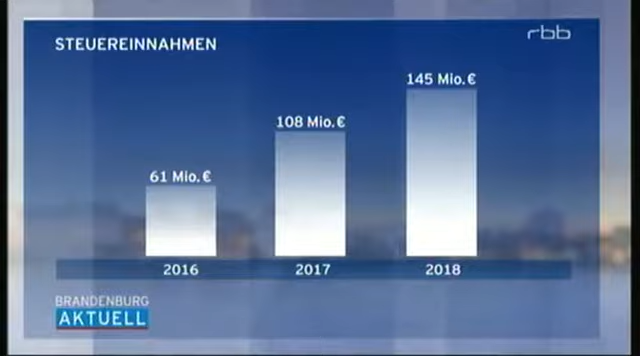 STEUEREINNAHMEN
rbb
145 Mio. €
108 Mio. €
61 Mio. €
2016 2017 2018
BRANDENBURG
AKTUELL